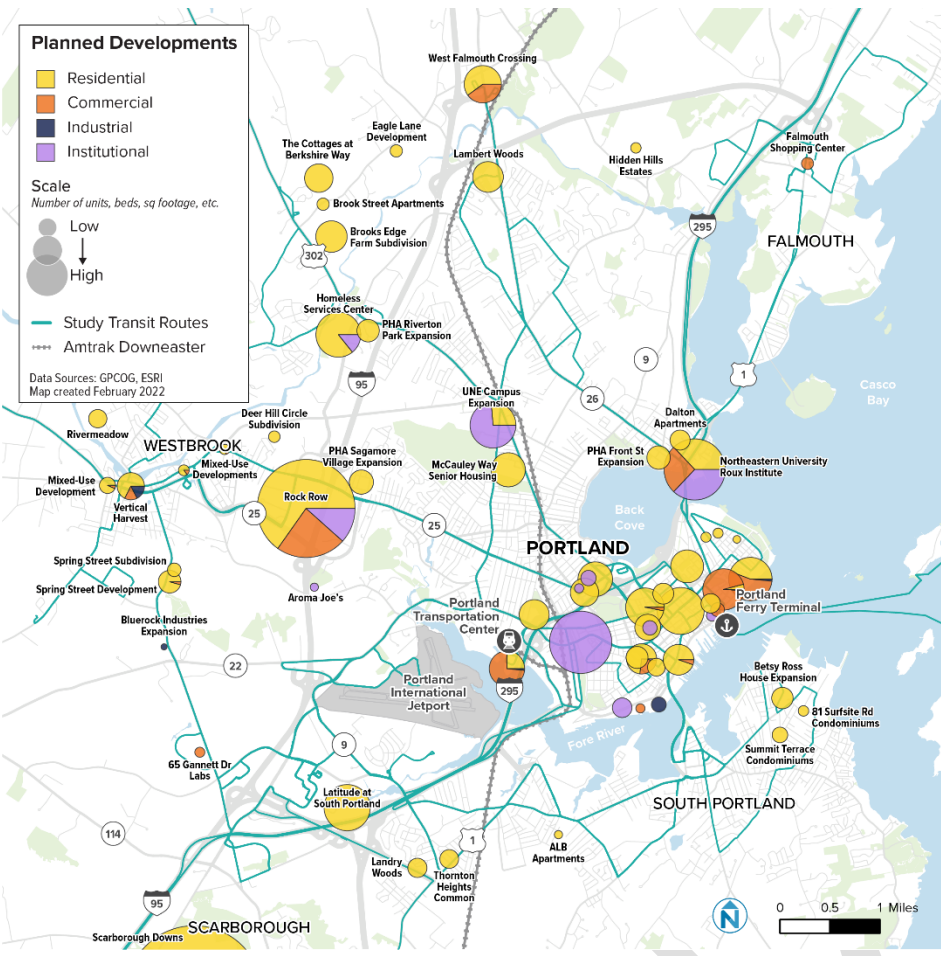 Planned Developments
Residential
Commercial
Industrial
Institutional
Scale
Number of units, beds, sq footage, etc.
Low
High
Study Transit Routes
Amtrak Downeaster
Data Sources: GPCOG, ESRI
Map created February 2022
West Falmouth Crossing
Eagle Lane
Development
The Cottages at
Berkshire Way
Lambert Woods
Hidden Hills
Estates
Falmouth
Shopping Center
Brook Street Apartments
Brooks Edge
Farm Subdivision
302
295
FALMOUTH
Homeless
Services Center
PHA Riverton
Park Expansion
9
1
95
26
Casco
Bay
UNE Campus
Expansion
Rivermeadow
Deer Hill Circle
Subdivision
Dalton
Apartments
WESTBROOK
Mixed-Use
Developments
PHA Sagamore
Village Expansion
McCauley Way
Senior Housing
PHA Front St
Expansion
Northeastern University
Roux Institute
Mixed-Use
Development
Vertical
Harvest
Rock Row
25
25
Back
Cove
PORTLAND
Spring Street Subdivision
Spring Street Development
Aroma Joe's
Portland
Transportation
Center
Portland
Ferry Terminal
Bluerock Industries
Expansion
22
Portland
International
Jetport
295
Betsy Ross
House Expansion
81 Surfsite Rd
Condominiums
Summit Terrace
Condominiums
Fore River
9
65 Gannett Dr
Labs
Latitude at
South Portland
SOUTH PORTLAND
114
1
ALB
Apartments
Landry
Woods
Thornton
Heights
Common
95
SCARBOROUGH
Scarborough Downs
N
0 0.5 1 Miles